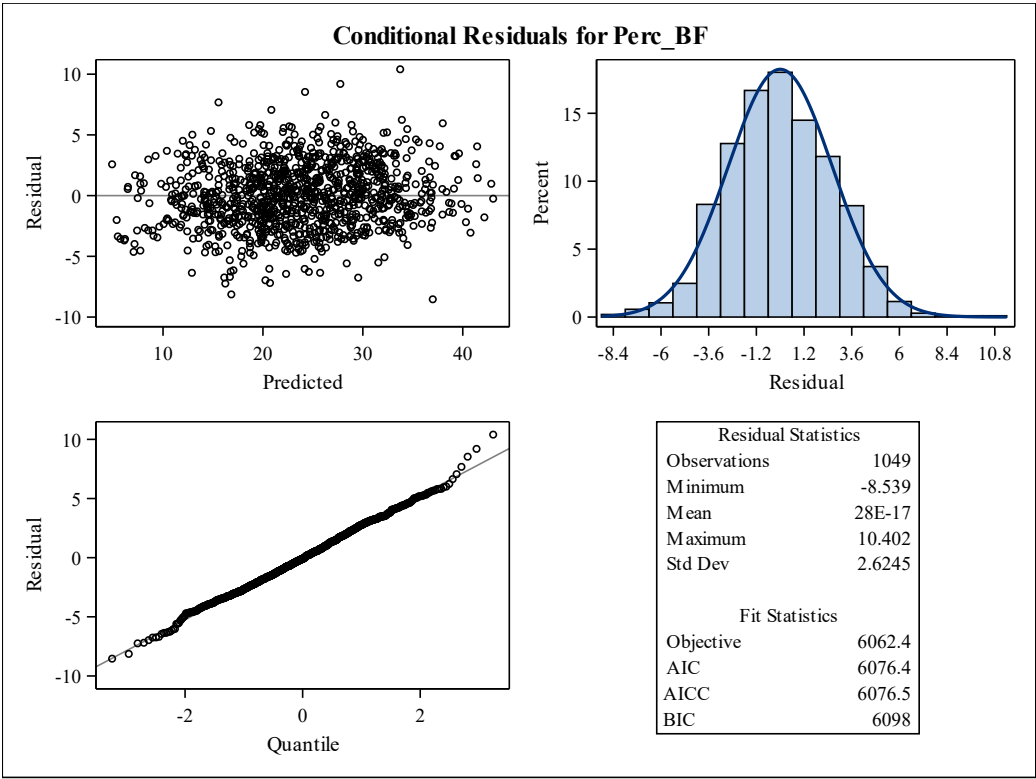 Conditional Residuals for Perc_BF
10
5
0
-5
-10
Residual
10 20 30 40
Predicted
15
10
5
0
Percent
-8.4 -6 -3.6 -1.2 1.2 3.6 6 8.4 10.8
Residual
10
5
0
-5
-10
Residual
-2 0 2
Quantile
Residual Statistics
Observations 1049
Minimum -8.539
Mean 28E-17
Maximum 10.402
Std Dev 2.6245
Fit Statistics
Objective 6062.4
AIC 6076.4
AICC 6076.5
BIC 6098